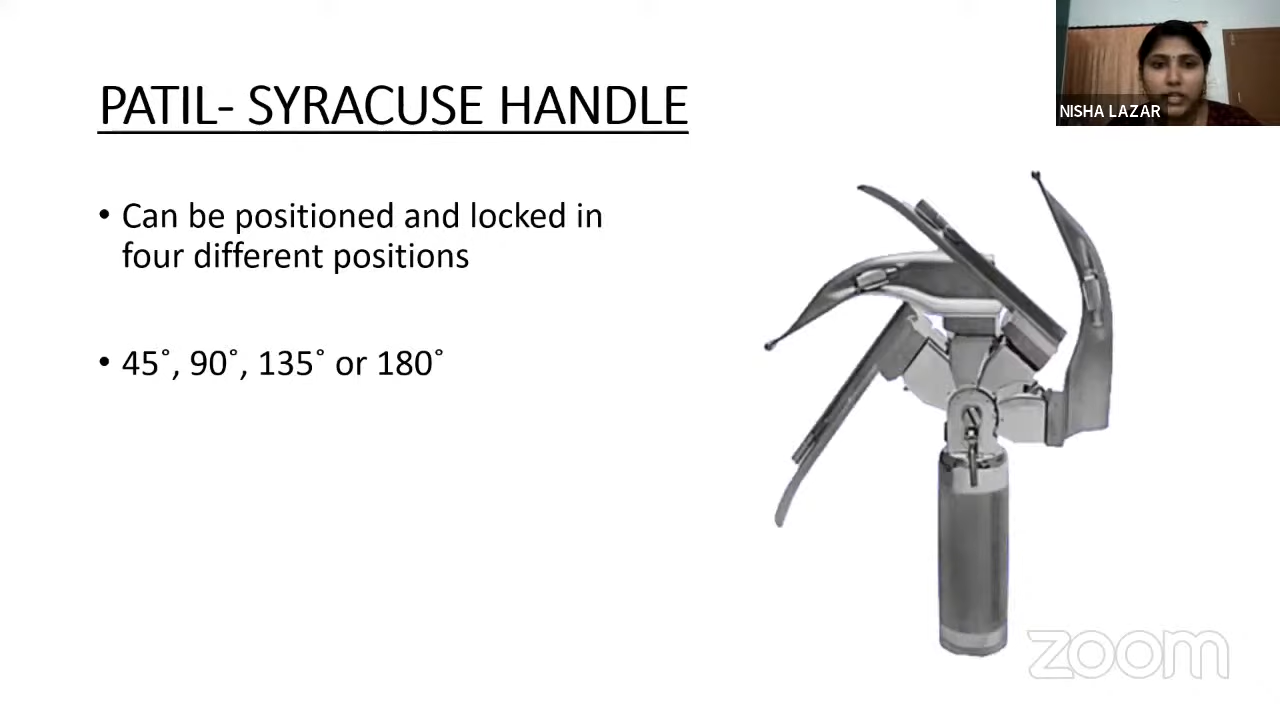 PATIL- SYRACUSE HANDLE
NISHA LAZAR
• Can be positioned and locked in
four different positions
• 45˚, 90˚, 135˚ or 180˚
zoom